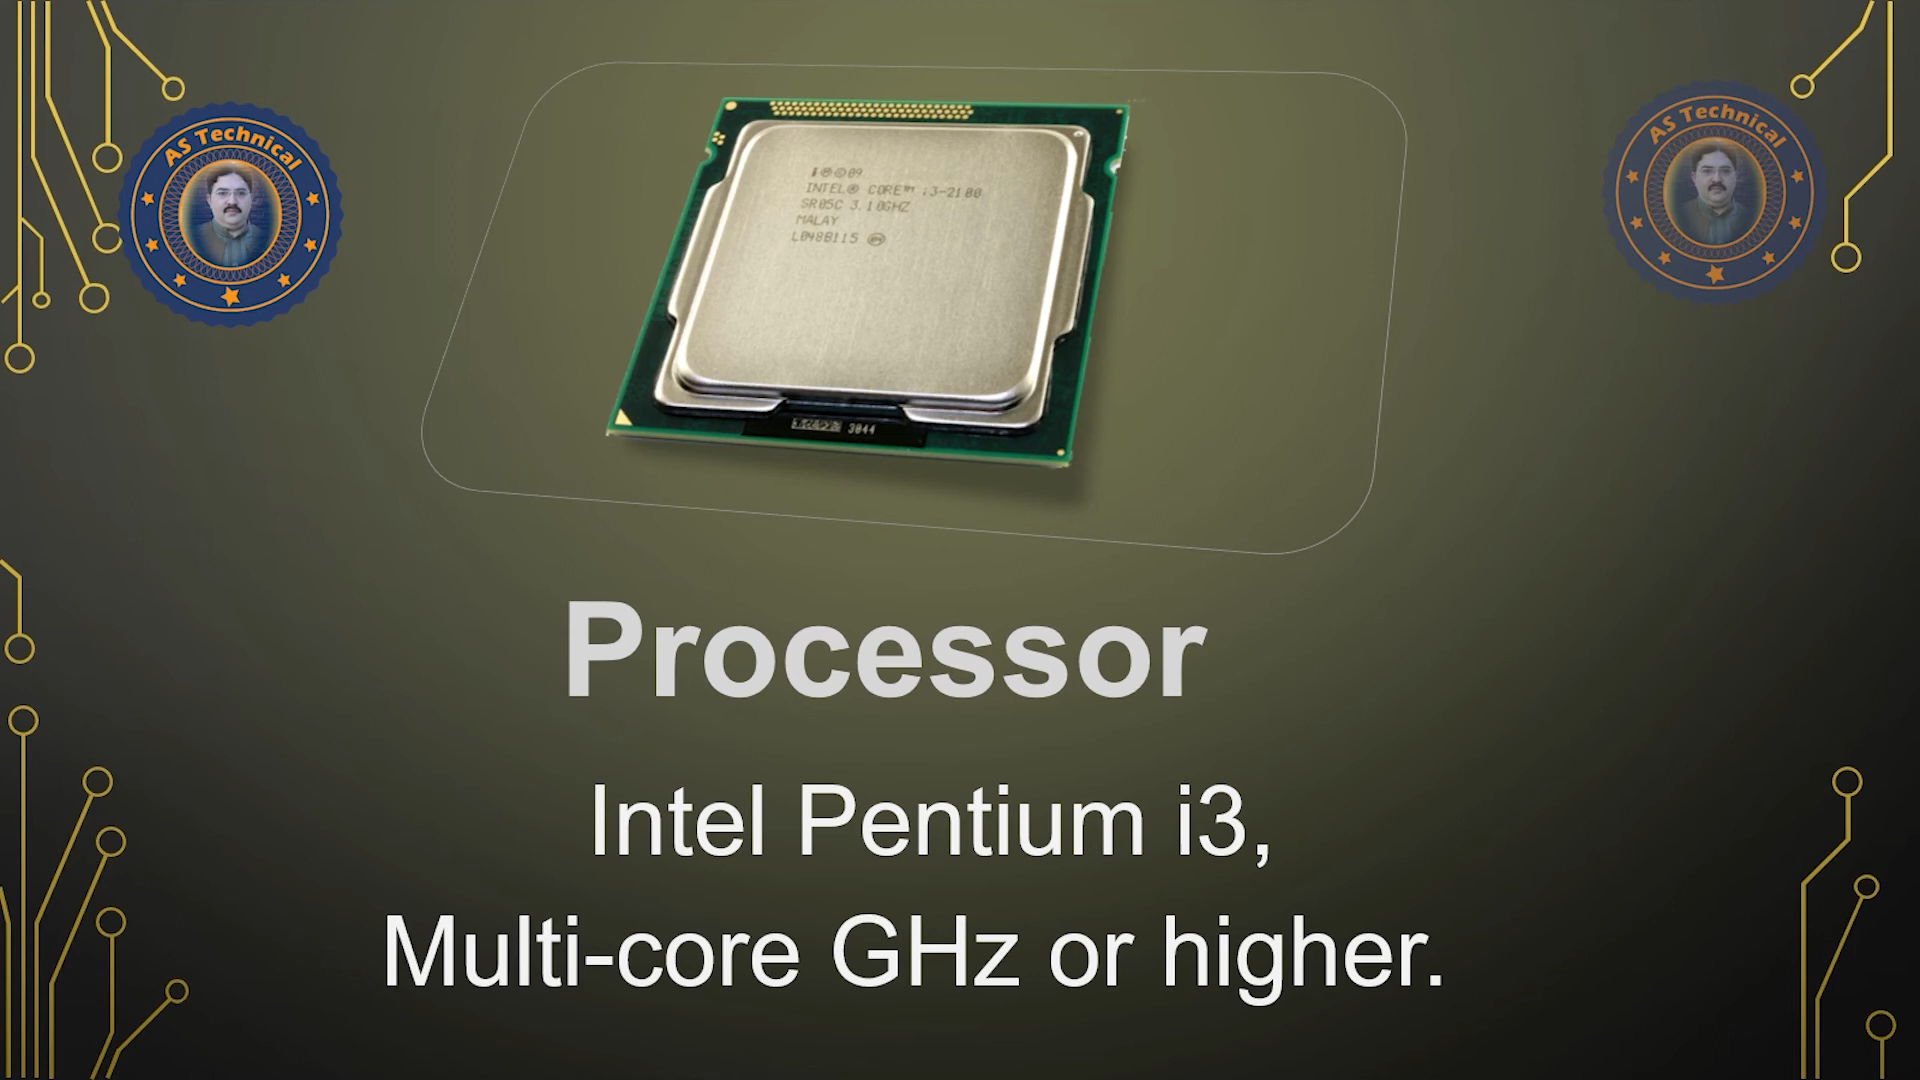 AS Technical
AS Technical
INTEL® CORE™ i3-2100
SR05C 3.10GHZ
MALAY
L048B115
3044
Processor
Intel Pentium i3,
Multi-core GHz or higher.